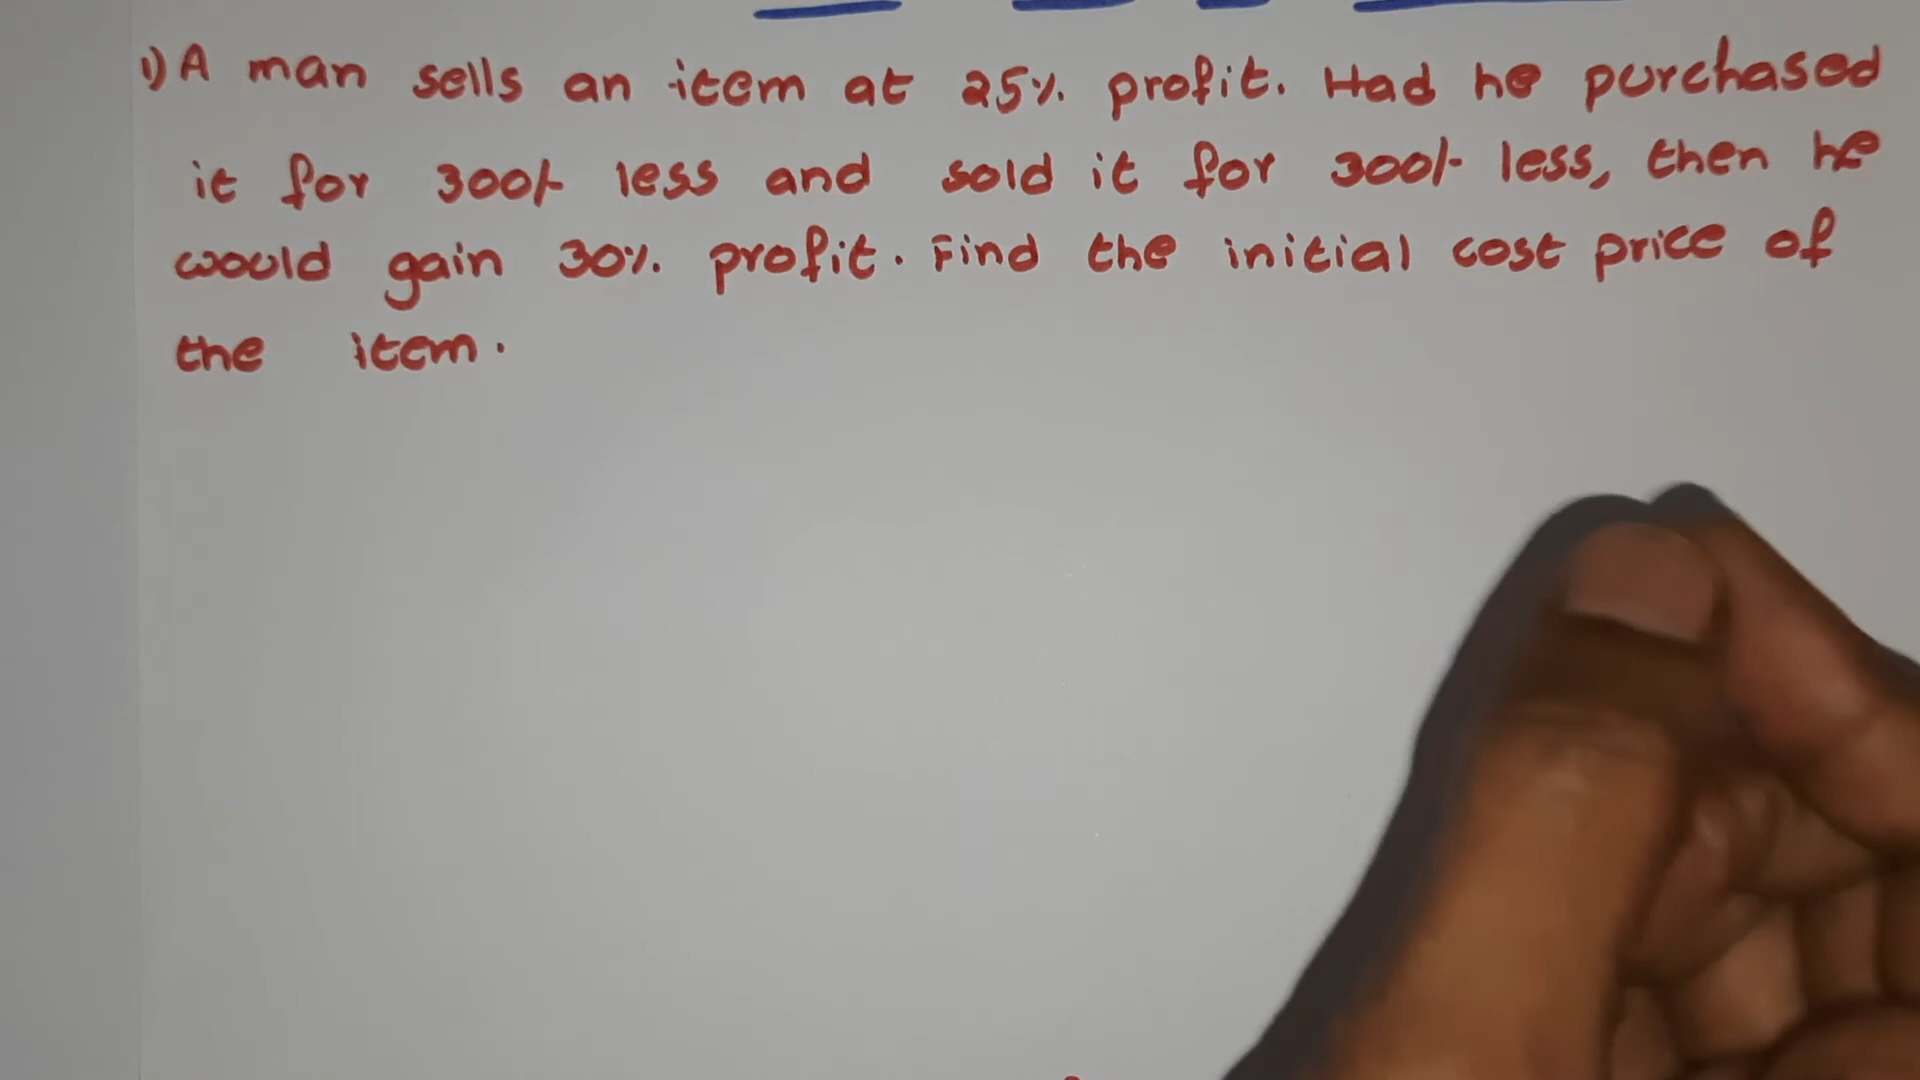 1) A man sells an item at 25%. profit. Had he purchased
it for 300/- less and sold it for 300/- less, then he
would gain 30%. profit. Find the initial cost price of
the item.